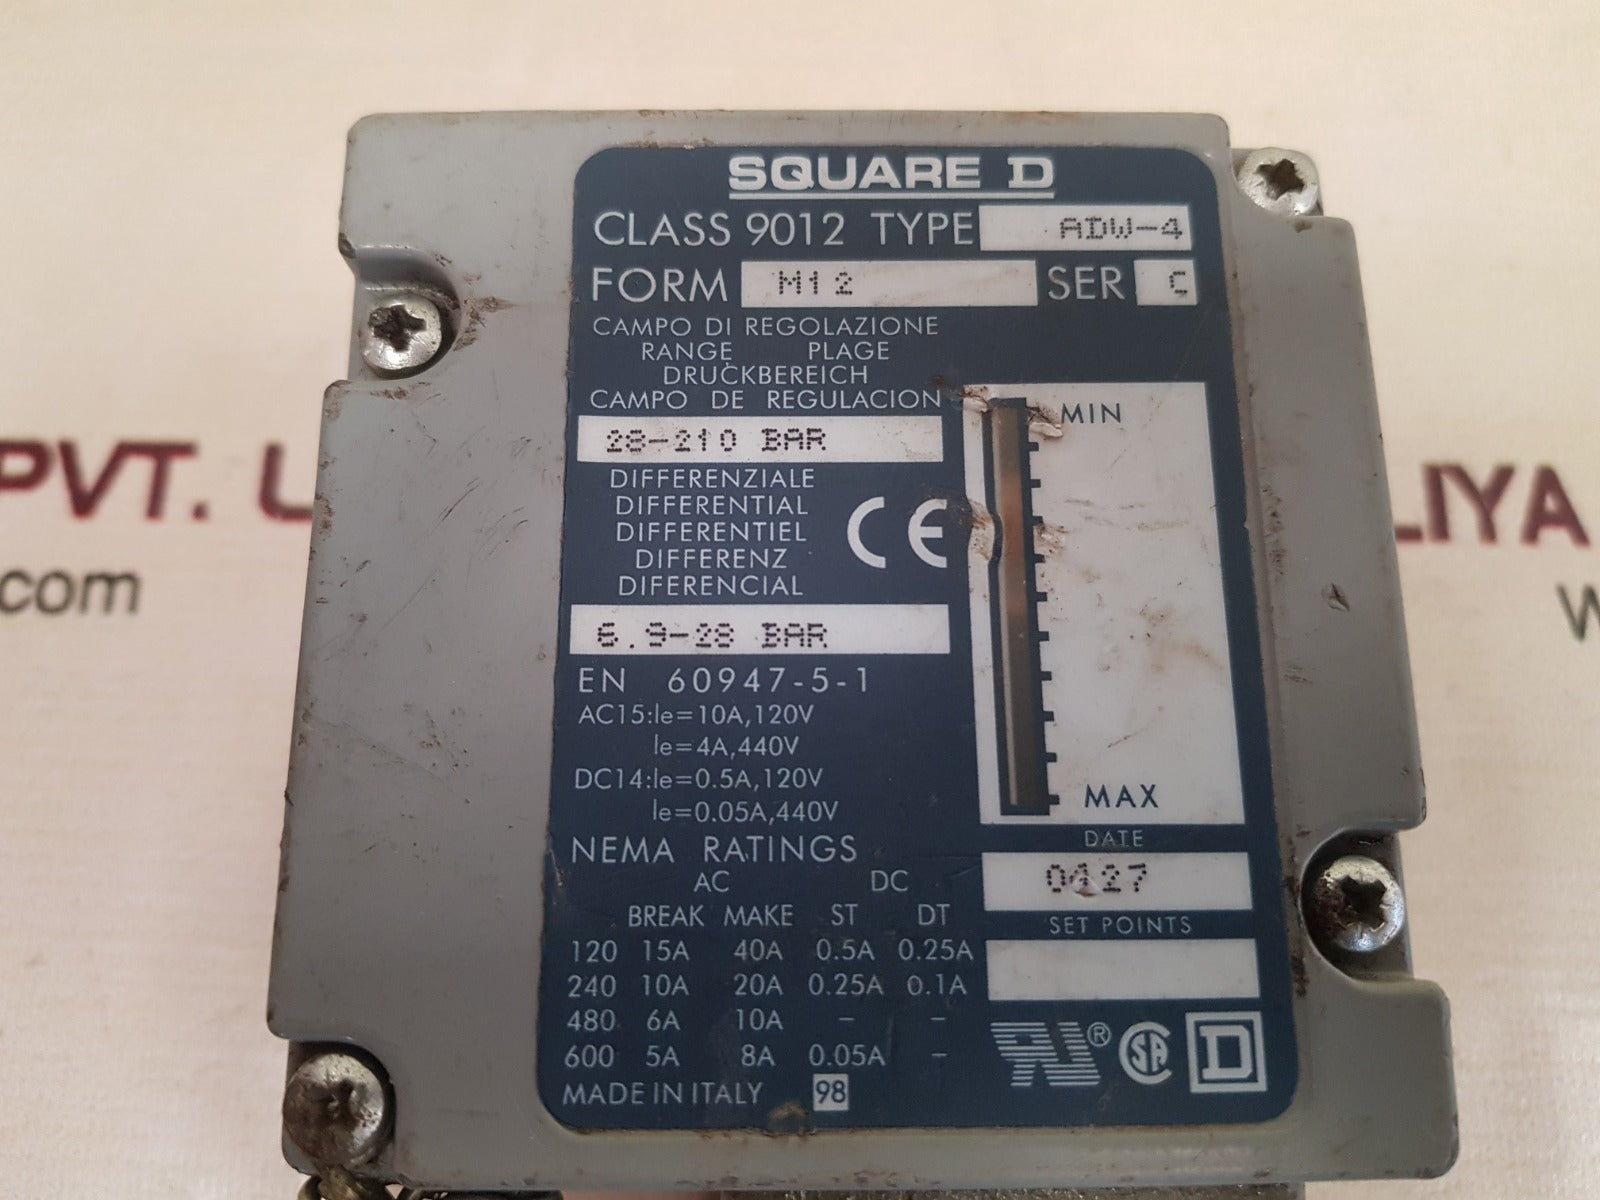 SQUARE D
CLASS 9012 TYPE ADW-4
FORM M12 SER C
CAMPO DI REGOLAZIONE
RANGE PLAGE
DRUCKBEREICH
CAMPO DE REGULACION
28-210 BAR
DIFFERENZIALE
DIFFERENTIAL
DIFFERENTIEL
DIFFERENZ
DIFERENCIAL
CE
6.9-28 BAR
EN 60947-5-1
AC15:Ie=10A,120V
Ie=4A,440V
DC14:Ie=0.5A,120V
Ie=0.05A,440V
NEMA RATINGS
AC DC
BREAK MAKE ST DT
120 15A 40A 0.5A 0.25A
240 10A 20A 0.25A 0.1A
480 6A 10A – –
600 5A 8A 0.05A –
MADE IN ITALY 98
MIN
MAX
DATE
0427
SET POINTS
RU® SA D
PVT. L
.com
LIYA
W